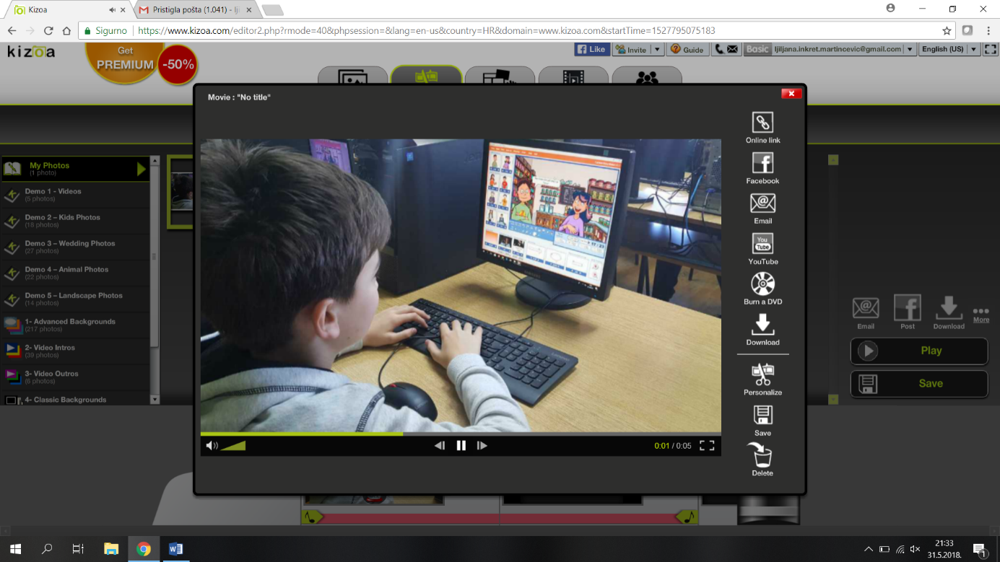 Kizoa
Pristigla pošta (1.041) - lji
Sigurno
https://www.kizoa.com/editor2.php?rmode=40&phpsession=&lang=en-us&country=HR&domain=www.kizoa.com&startTime=1527795075183
kizoa
Get
PREMIUM
-50%
Like
Invite
Guide
Basic
ljiljana.inkret.martincevic@gmail.com
English (US)
Movie : "No title"
My Photos
(1 photo)
Demo 1 - Videos
(5 photos)
Demo 2 – Kids Photos
(18 photos)
Demo 3 – Wedding Photos
(27 photos)
Demo 4 – Animal Photos
(22 photos)
Demo 5 – Landscape Photos
(14 photos)
1- Advanced Backgrounds
(217 photos)
2- Video Intros
(39 photos)
3- Video Outros
(6 photos)
4- Classic Backgrounds
Online link
Facebook
Email
You
Tube
YouTube
Burn a DVD
Download
Personalize
Save
Delete
0:01 / 0:05
Email
Post
Download
More
Play
Save
21:33
31.5.2018.
1